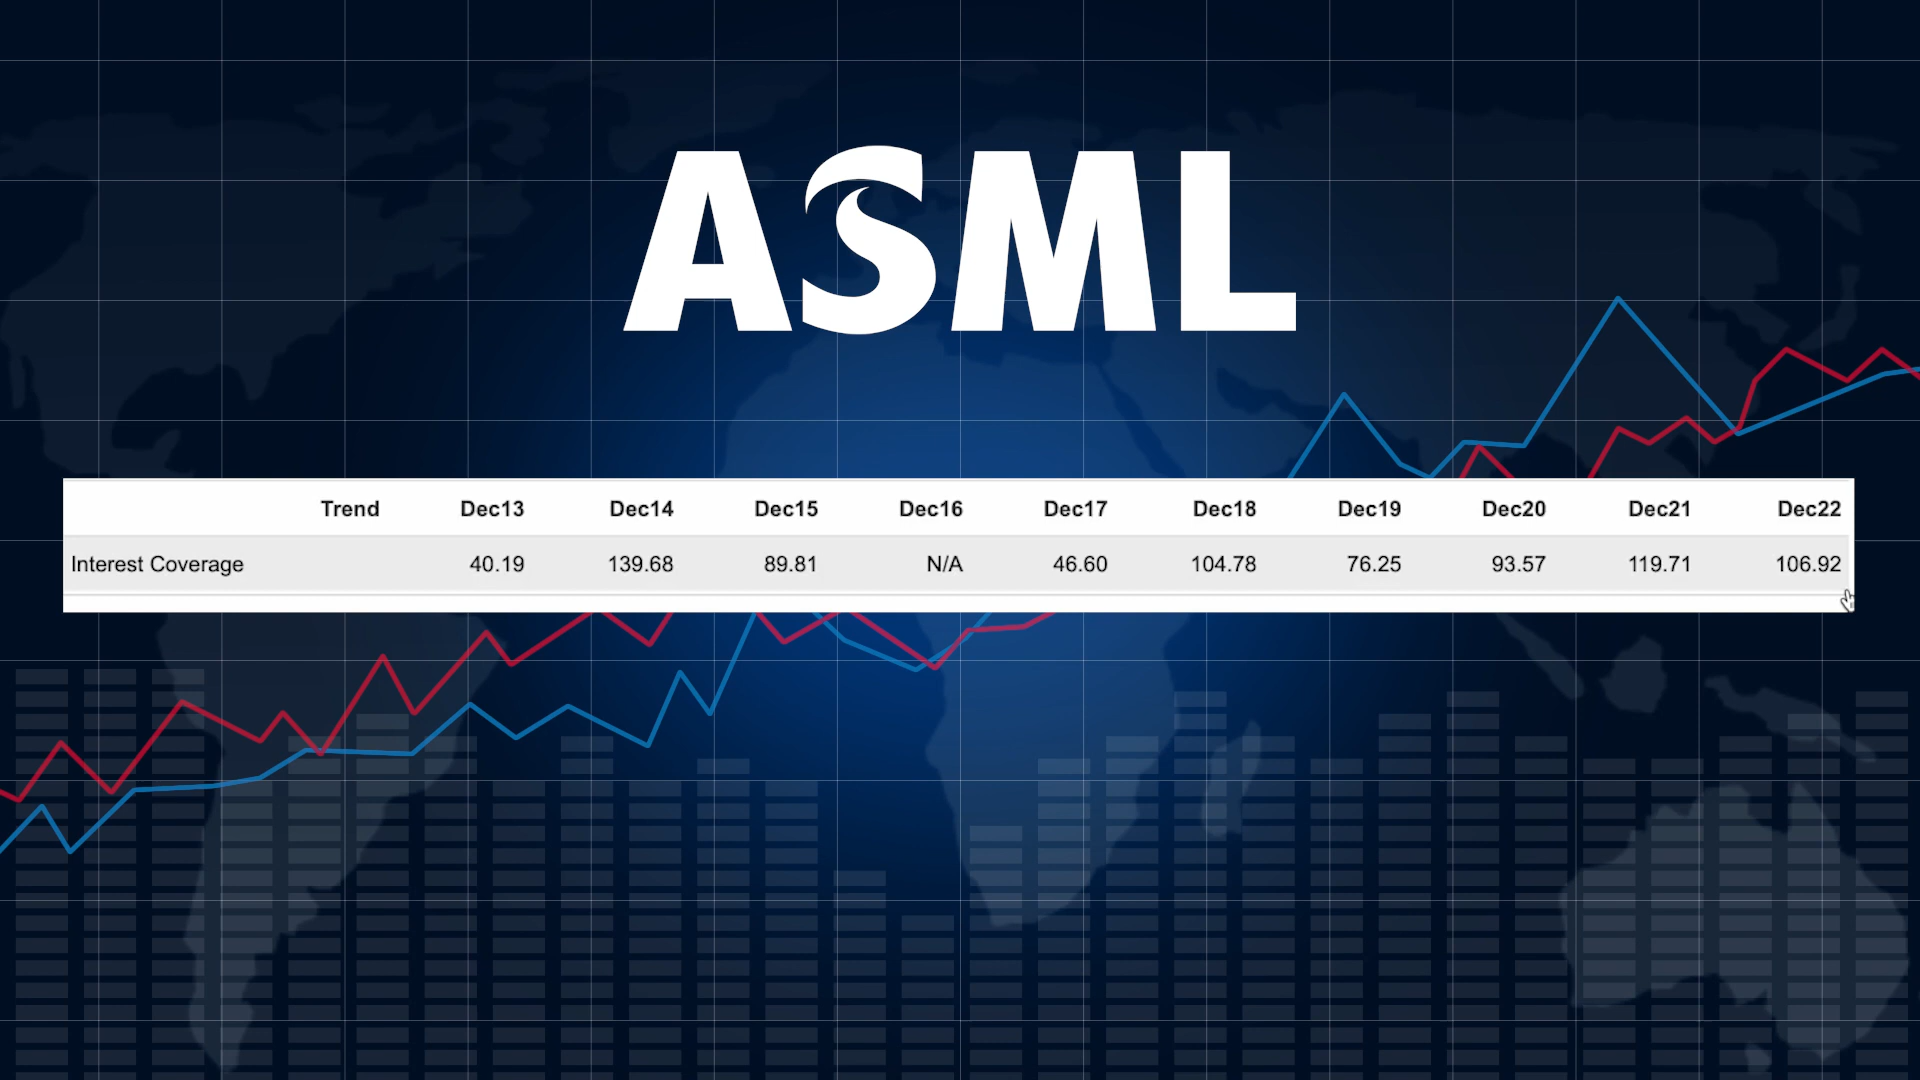 ASML
Trend Dec13 Dec14 Dec15 Dec16 Dec17 Dec18 Dec19 Dec20 Dec21 Dec22
Interest Coverage 40.19 139.68 89.81 N/A 46.60 104.78 76.25 93.57 119.71 106.92